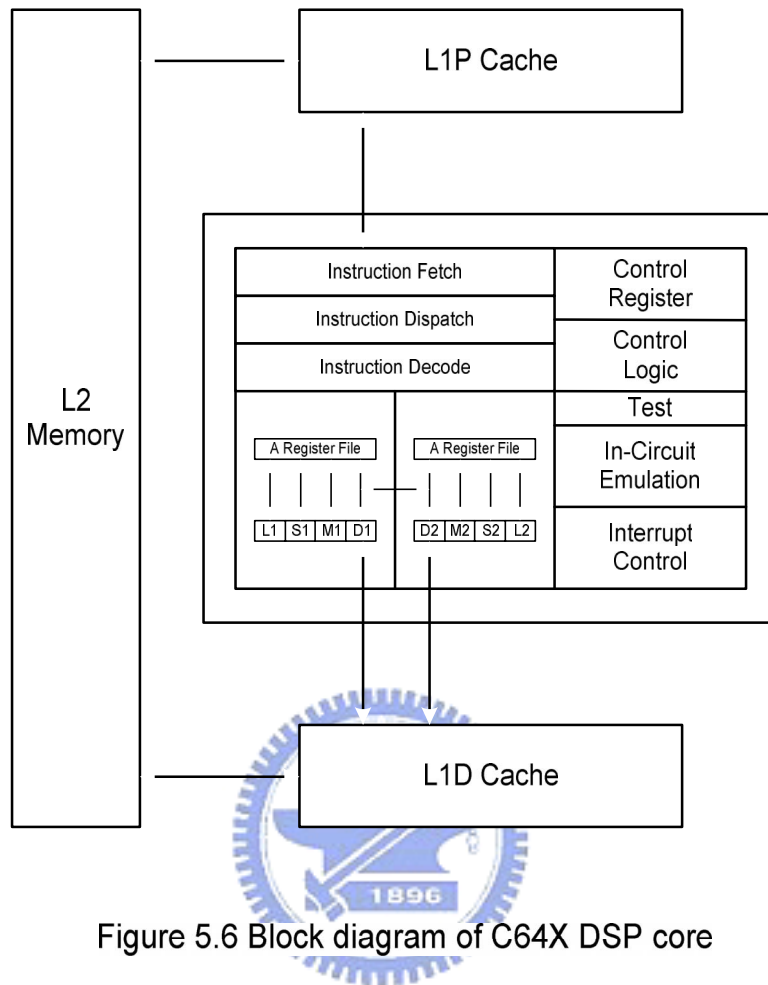 L1P Cache
L2
Memory
Instruction Fetch
Instruction Dispatch
Instruction Decode
Control
Register
Control
Logic
Test
In-Circuit
Emulation
Interrupt
Control
A Register File
A Register File
L1 S1 M1 D1
D2 M2 S2 L2
L1D Cache
1896
Figure 5.6 Block diagram of C64X DSP core